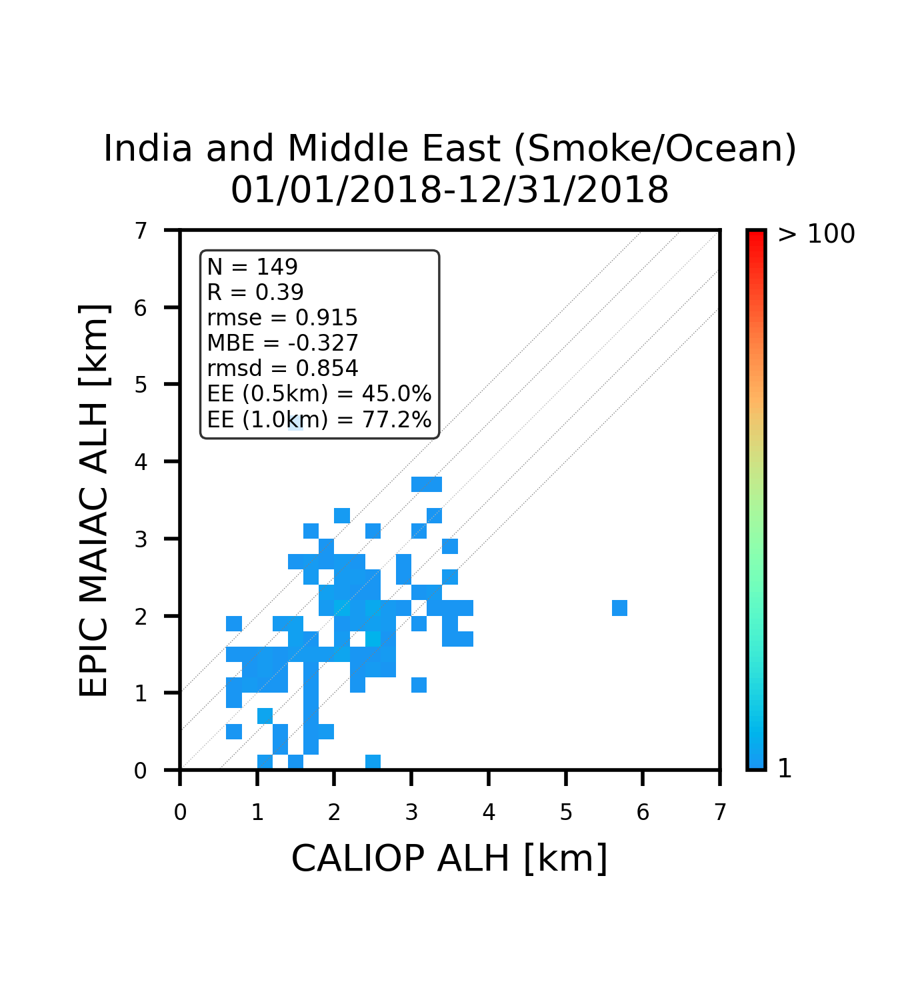 India and Middle East (Smoke/Ocean)
01/01/2018-12/31/2018
7
> 100
N = 149
R = 0.39
rmse = 0.915
MBE = -0.327
rmsd = 0.854
EE (0.5km) = 45.0%
EE (1.0km) = 77.2%
6
5
4
3
2
1
0
EPIC MAIAC ALH [km]
1
0 1 2 3 4 5 6 7
CALIOP ALH [km]